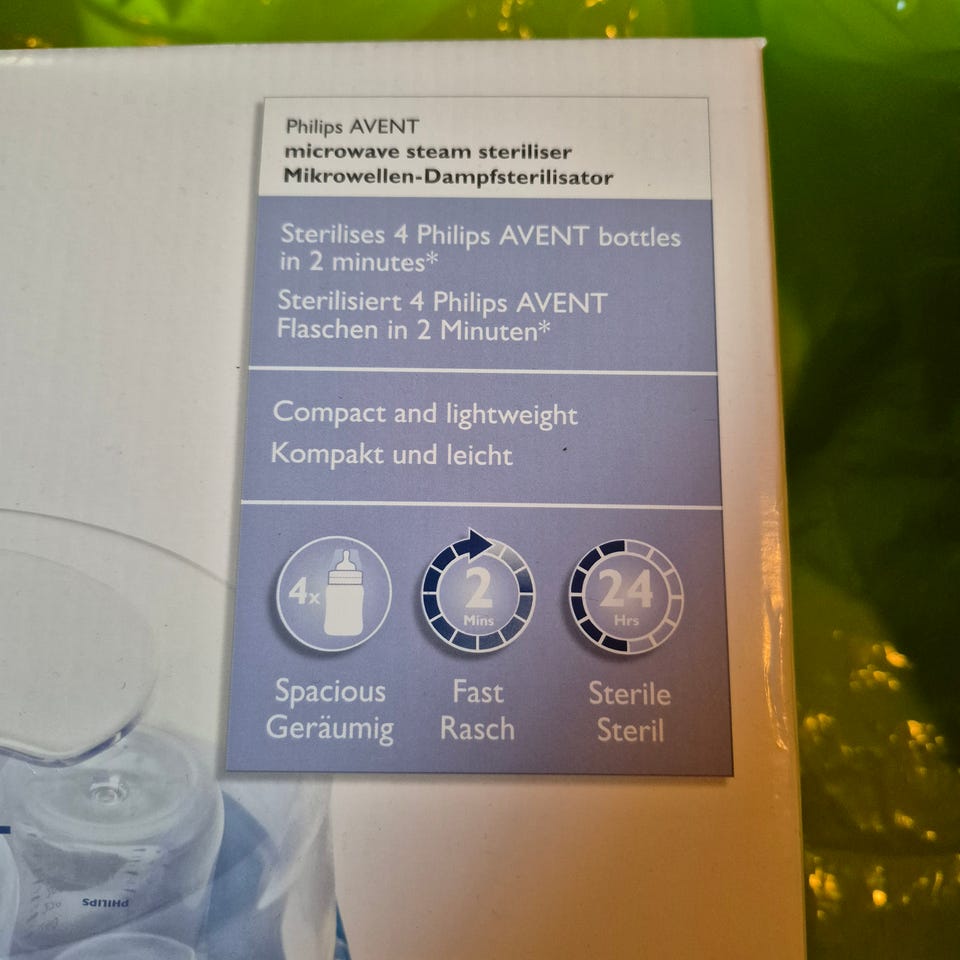 Philips AVENT
microwave steam steriliser
Mikrowellen-Dampfsterilisator
Sterilises 4 Philips AVENT bottles
in 2 minutes*
Sterilisiert 4 Philips AVENT
Flaschen in 2 Minuten*
Compact and lightweight
Kompakt und leicht
4x
2
Mins
24
Hrs
Spacious
Geräumig
Fast
Rasch
Sterile
Steril
PHILIPS